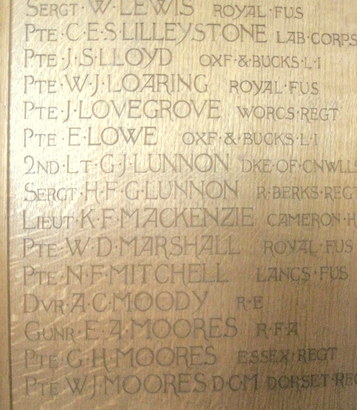 SERGT·W·LEWIS ROYAL·FUS
PTE·C·E·S·LILLEYSTONE LAB·CORPS
PTE·J·S·LLOYD OXF·&·BUCKS·L·I
PTE·W·J·LOARING ROYAL·FUS
PTE·J·LOVEGROVE WORCS·REGT
PTE·E·LOWE OXF·&·BUCKS·L·I
2ND·LT·G·J·LUNNON DKE·OF·CNWLLS
SERGT·H·F·G·LUNNON R·BERKS·REG
LIEUT·K·F·MACKENZIE CAMERON·H
PTE·W·D·MARSHALL ROYAL·FUS
PTE·N·F·MITCHELL LANCS·FUS
DVR·A·C·MOODY R·E
GUNR·E·A·MOORES R·F·A
PTE·G·H·MOORES ESSEX·REGT
PTE·W·J·MOORES D·C·M DORSET·REG